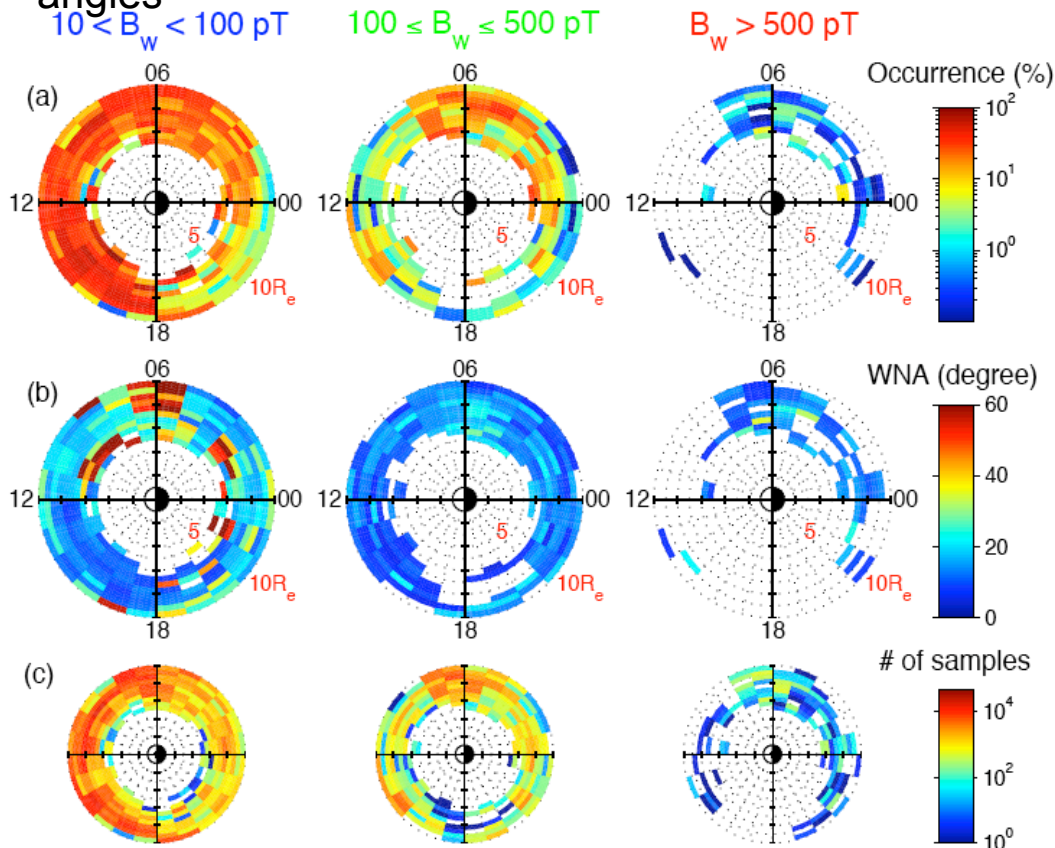 angles
10 < B_w < 100 pT
100 ≤ B_w ≤ 500 pT
B_w > 500 pT
(a)
06
06
06
Occurrence (%)
12
00
00
00
5
5
5
10R_e
10R_e
10R_e
18
18
18
10^2
10^1
10^0
(b)
06
06
06
WNA (degree)
12
12
12
00
00
00
5
5
5
10R_e
10R_e
10R_e
18
18
18
60
40
20
0
(c)
# of samples
10^4
10^2
10^0